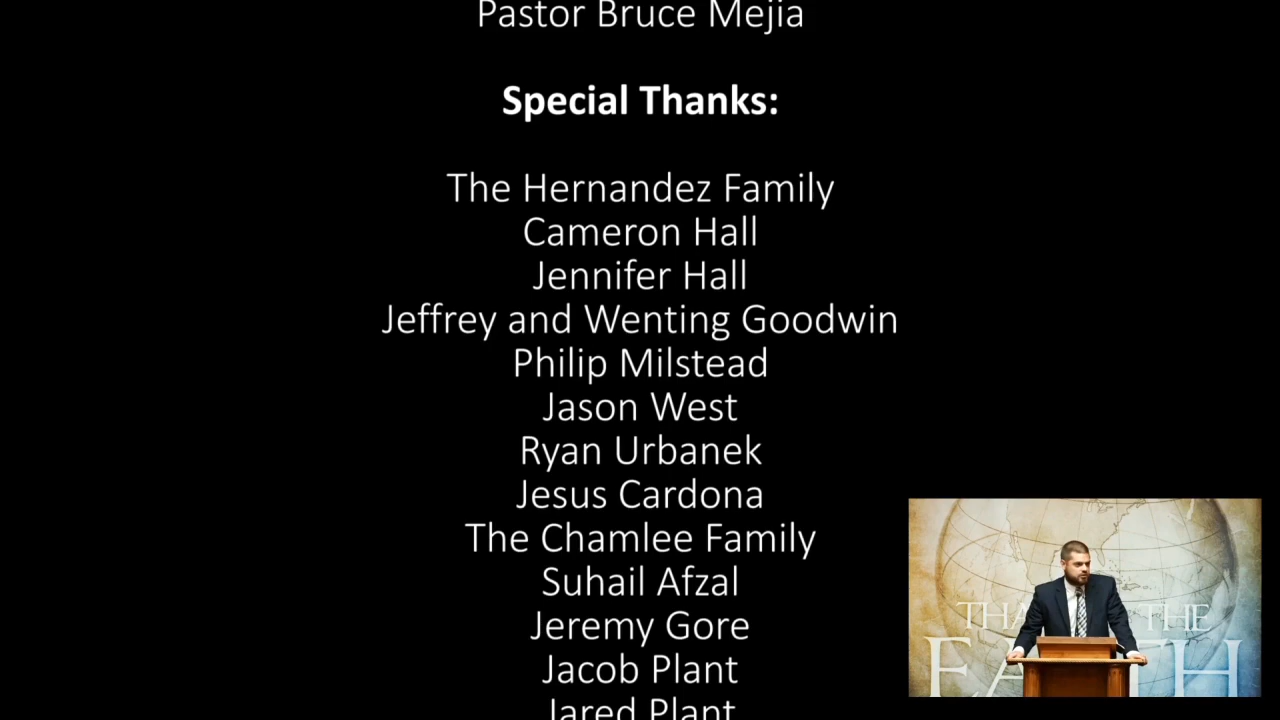 Pastor Bruce Mejia
Special Thanks:
The Hernandez Family
Cameron Hall
Jennifer Hall
Jeffrey and Wenting Goodwin
Philip Milstead
Jason West
Ryan Urbanek
Jesus Cardona
The Chamlee Family
Suhail Afzal
Jeremy Gore
Jacob Plant
Jared Plant
THE